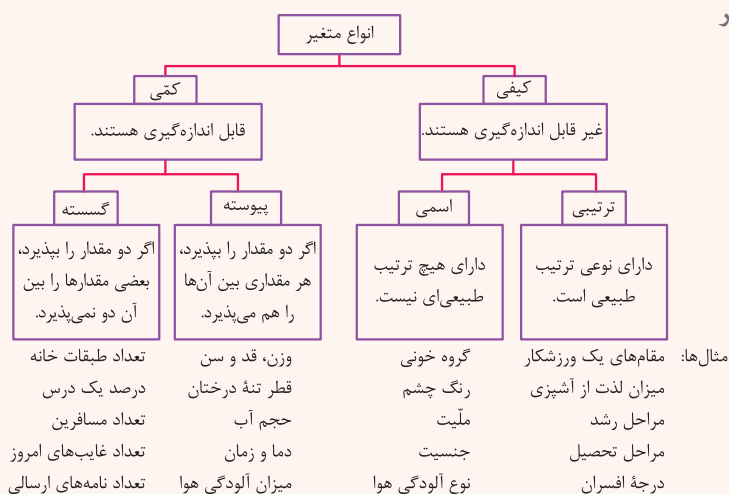 ر
انواع متغیر
کیفی
کمّی
غیر قابل اندازه‌گیری هستند.
قابل اندازه‌گیری هستند.
ترتیبی
اسمی
پیوسته
گسسته
دارای نوعی ترتیب
طبیعی است.
دارای هیچ ترتیب
طبیعی‌ای نیست.
اگر دو مقدار را بپذیرد،
هر مقداری بین آن‌ها
را هم می‌پذیرد.
اگر دو مقدار را بپذیرد،
بعضی مقدارها را بین
آن دو نمی‌پذیرد.
مثال‌ها:
مقام‌های یک ورزشکار
میزان لذت از آشپزی
مراحل رشد
مراحل تحصیل
درجهٔ افسران
گروه خونی
رنگ چشم
ملّیت
جنسیت
نوع آلودگی هوا
وزن، قد و سن
قطر تنهٔ درختان
حجم آب
دما و زمان
میزان آلودگی هوا
تعداد طبقات خانه
درصد یک درس
تعداد مسافرین
تعداد غایب‌های امروز
تعداد نامه‌های ارسالی